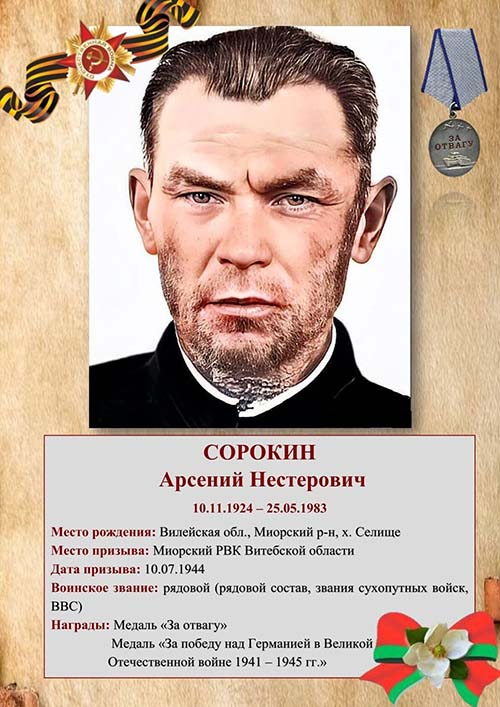 ЗА
ОТВАГУ
СОРОКИН
Арсений Нестерович
10.11.1924 – 25.05.1983
Место рождения: Вилейская обл., Миорский р-н, х. Селище
Место призыва: Миорский РВК Витебской области
Дата призыва: 10.07.1944
Воинское звание: рядовой (рядовой состав, звания сухопутных войск,
ВВС)
Награды: Медаль «За отвагу»
Медаль «За победу над Германией в Великой
Отечественной войне 1941 – 1945 гг.»